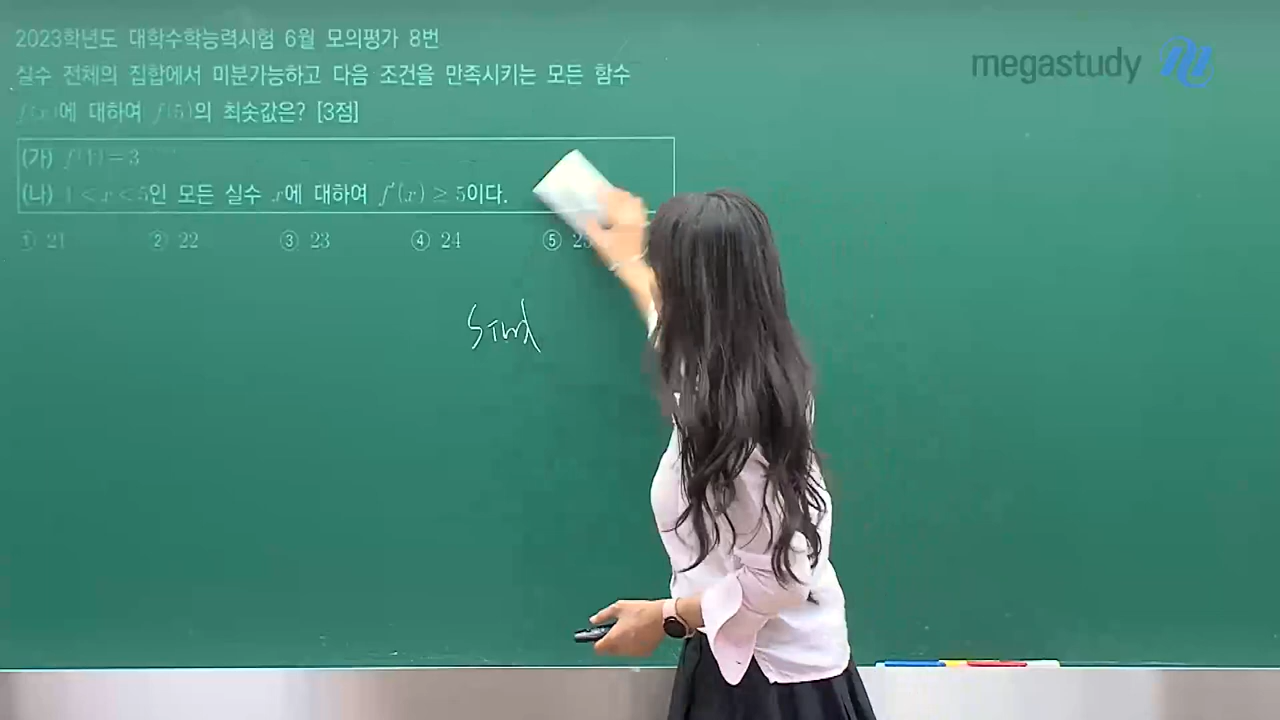 2023학년도 대학수학능력시험 6월 모의평가 8번
실수 전체의 집합에서 미분가능하고 다음 조건을 만족시키는 모든 함수
f(x)에 대하여 f(5)의 최솟값은? [3점]
(가) f(1)=3
(나) 1<x<5인 모든 실수 x에 대하여 f'(x)≥5이다.
① 21 ② 22 ③ 23 ④ 24 ⑤
megastudy